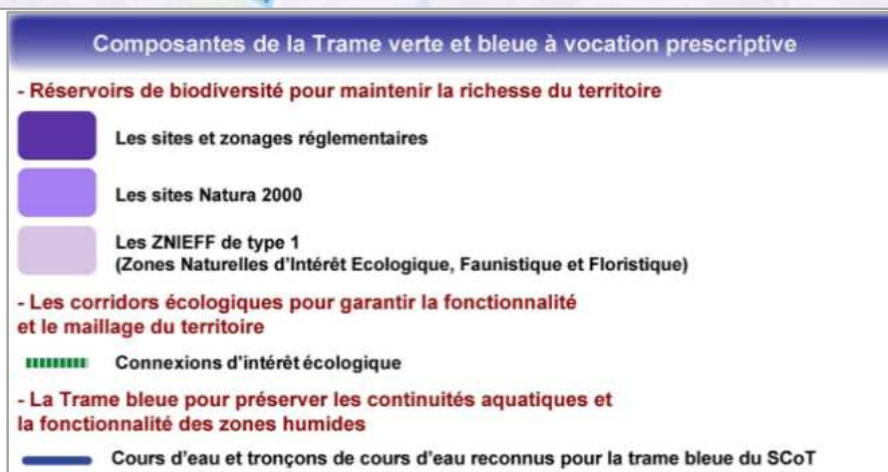 Composantes de la Trame verte et bleue à vocation prescriptive
- Réservoirs de biodiversité pour maintenir la richesse du territoire
Les sites et zonages réglementaires
Les sites Natura 2000
Les ZNIEFF de type 1
(Zones Naturelles d'Intérêt Ecologique, Faunistique et Floristique)
- Les corridors écologiques pour garantir la fonctionnalité
et le maillage du territoire
Connexions d'intérêt écologique
- La Trame bleue pour préserver les continuités aquatiques et
la fonctionnalité des zones humides
Cours d'eau et tronçons de cours d'eau reconnus pour la trame bleue du SCoT